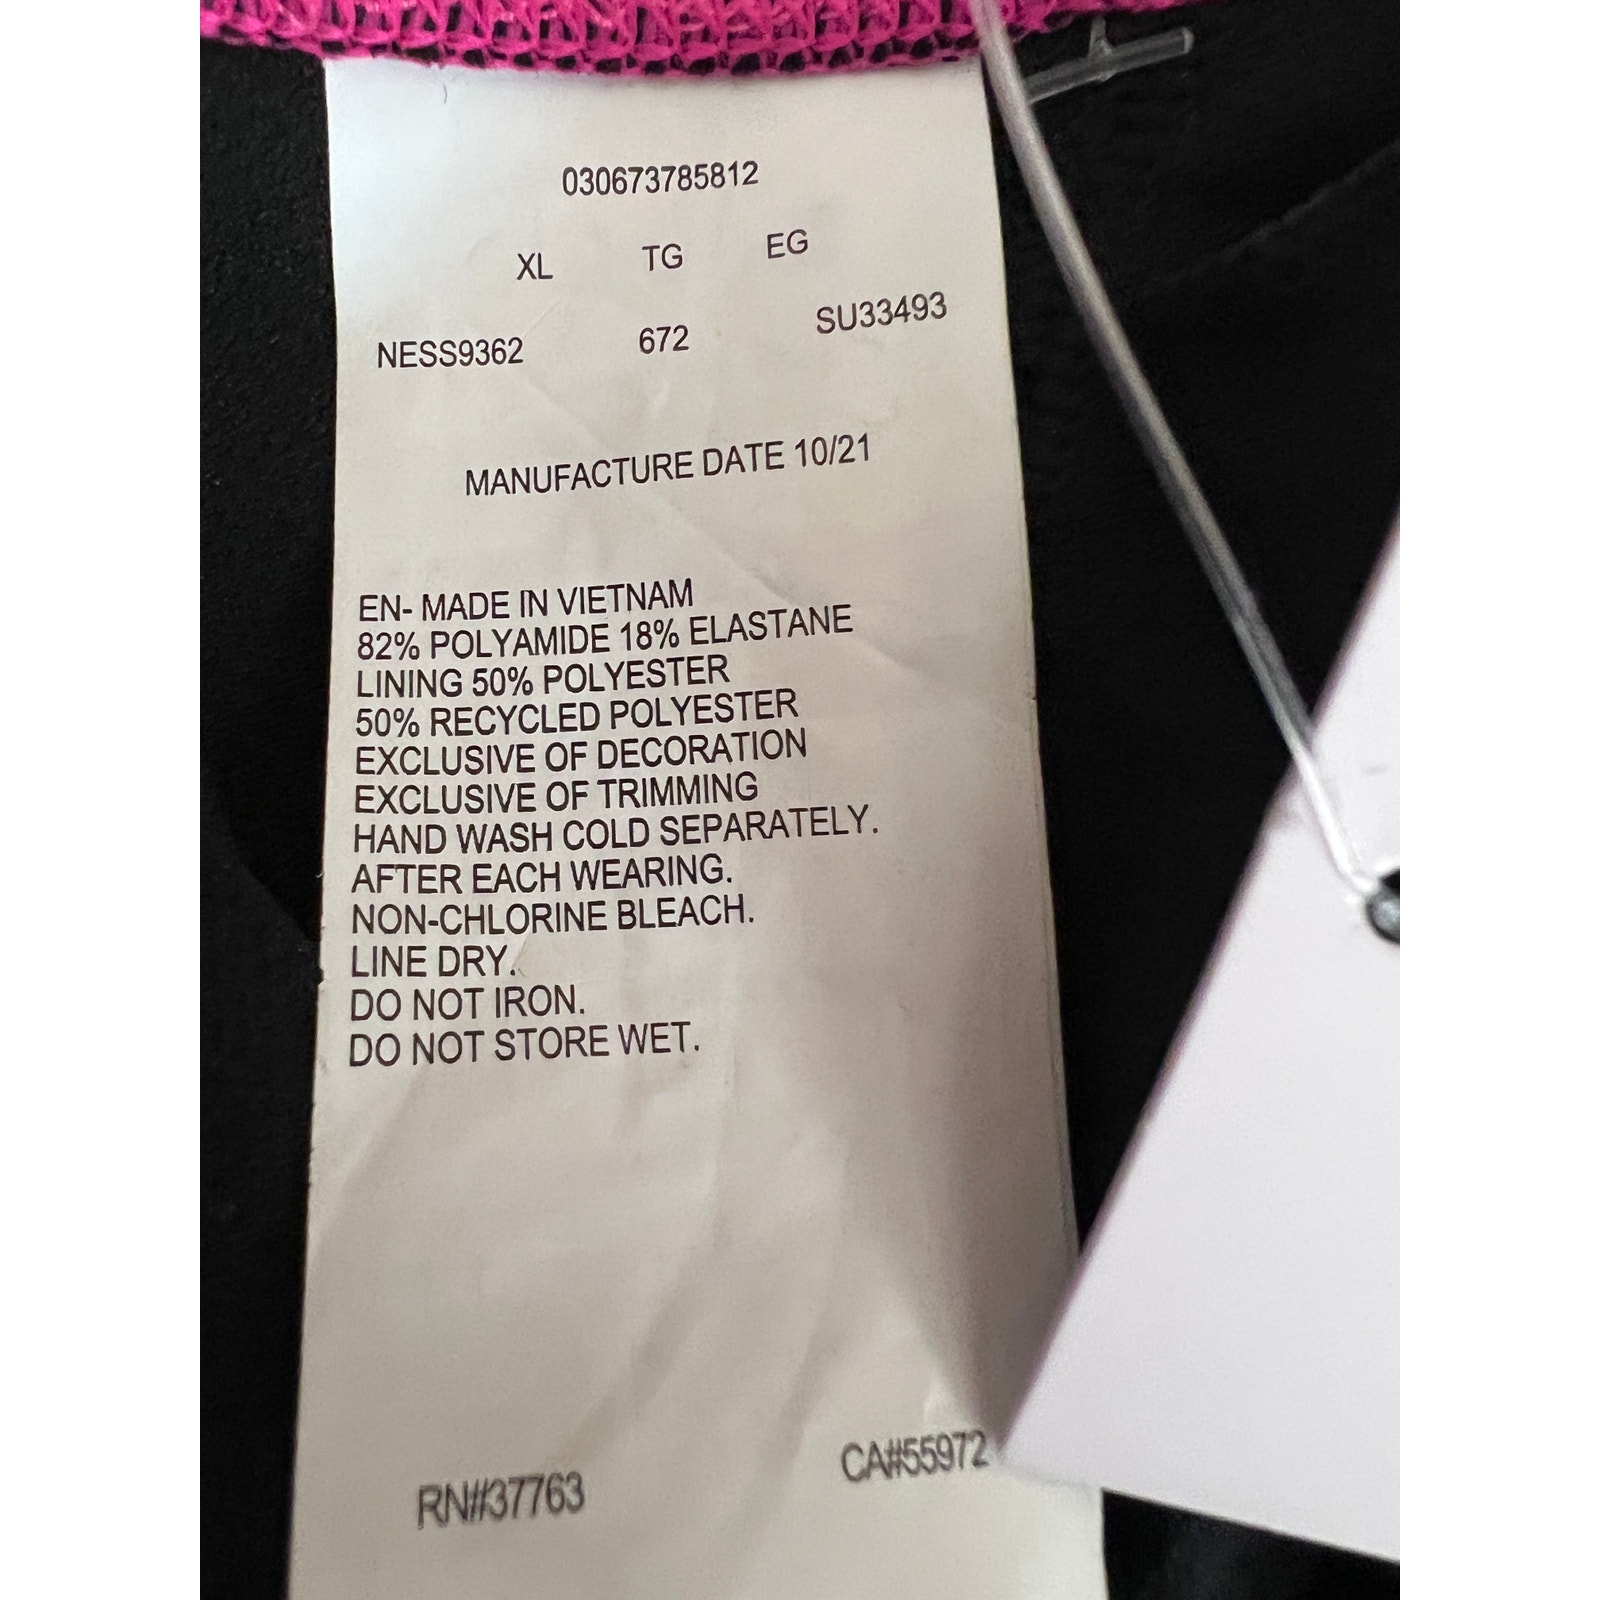 030673785812
XL TG EG
NESS9362 672 SU33493
MANUFACTURE DATE 10/21
EN- MADE IN VIETNAM
82% POLYAMIDE 18% ELASTANE
LINING 50% POLYESTER
50% RECYCLED POLYESTER
EXCLUSIVE OF DECORATION
EXCLUSIVE OF TRIMMING
HAND WASH COLD SEPARATELY.
AFTER EACH WEARING.
NON-CHLORINE BLEACH.
LINE DRY.
DO NOT IRON.
DO NOT STORE WET.
RN#37763 CA#55972